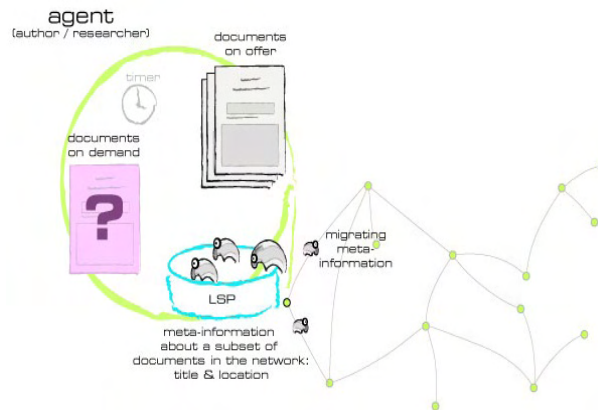 agent
(author / researcher)
documents
on offer
timer
documents
on demand
?
migrating
meta-
information
LSP
meta-information
about a subset of
documents in the network:
title & location